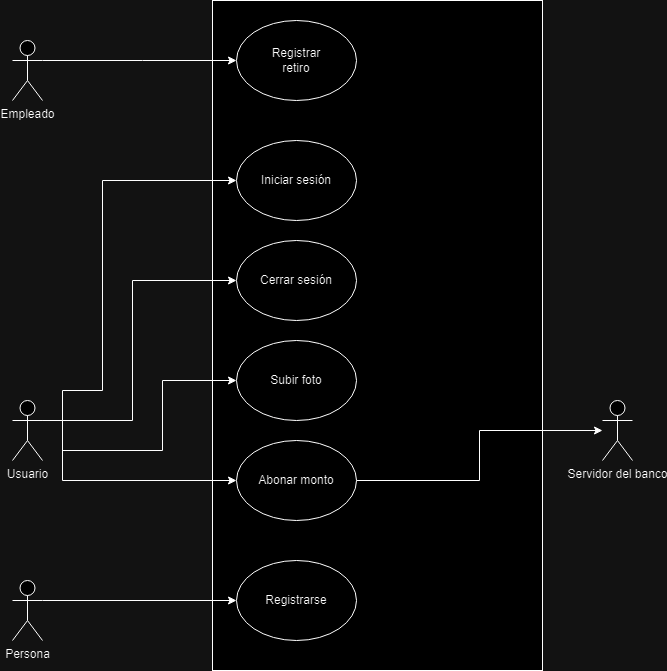 Registrar
retiro
Empleado
Iniciar sesión
Cerrar sesión
Subir foto
Usuario
Abonar monto
Servidor del banco
Registrarse
Persona